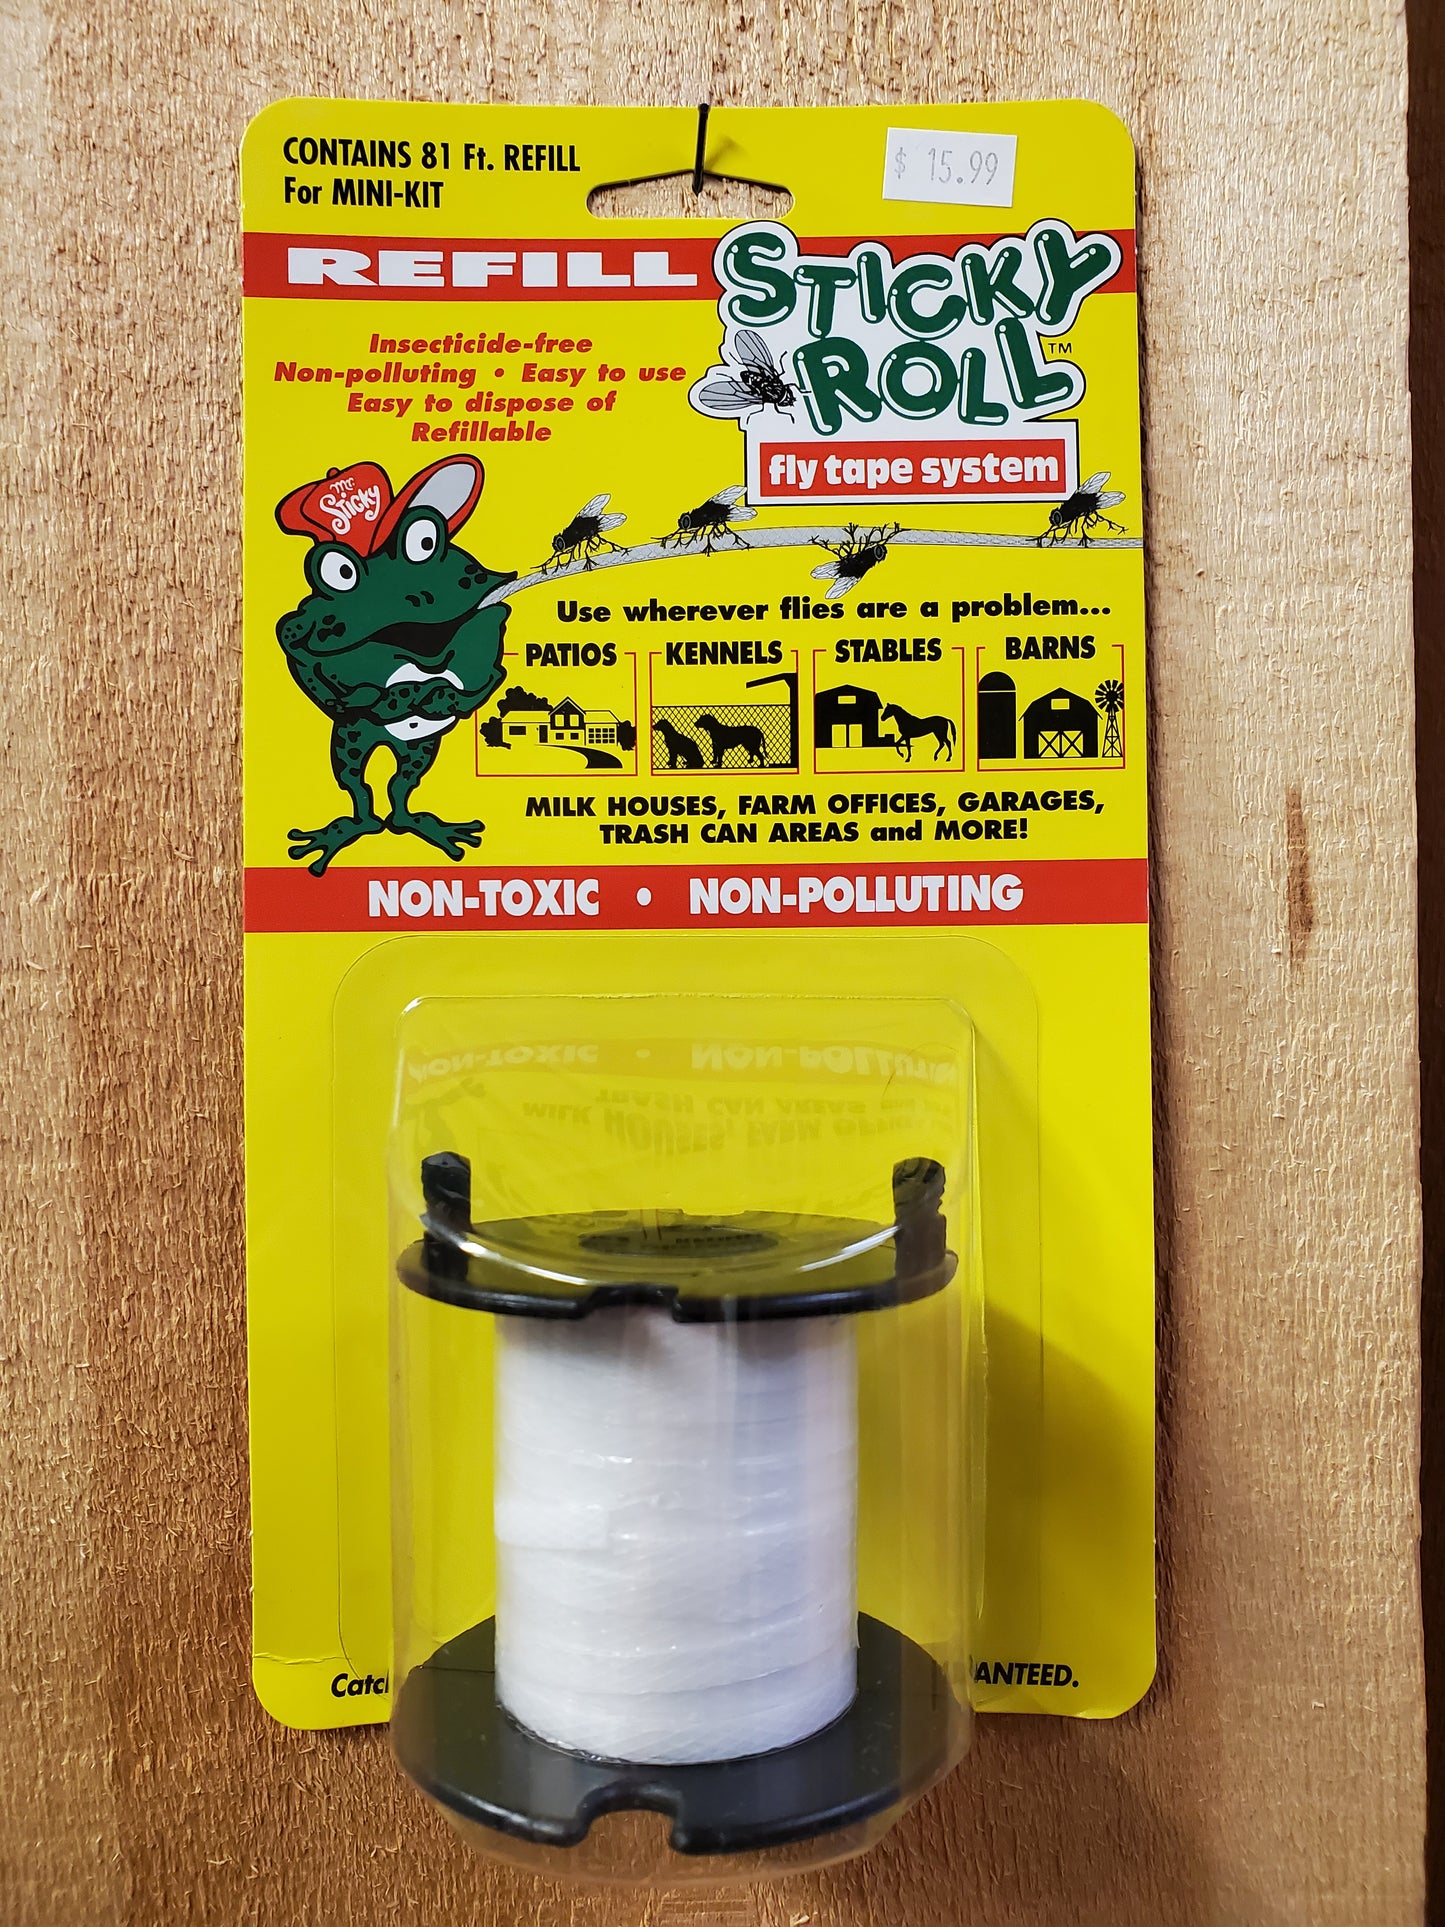 CONTAINS 81 Ft. REFILL
For MINI-KIT
$ 15.99
REFILL
STICKY
ROLL™
fly tape system
Insecticide-free
Non-polluting • Easy to use
Easy to dispose of
Refillable
Mr.
Sticky
Use wherever flies are a problem...
PATIOS KENNELS STABLES BARNS
MILK HOUSES, FARM OFFICES, GARAGES,
TRASH CAN AREAS and MORE!
NON-TOXIC • NON-POLLUTING